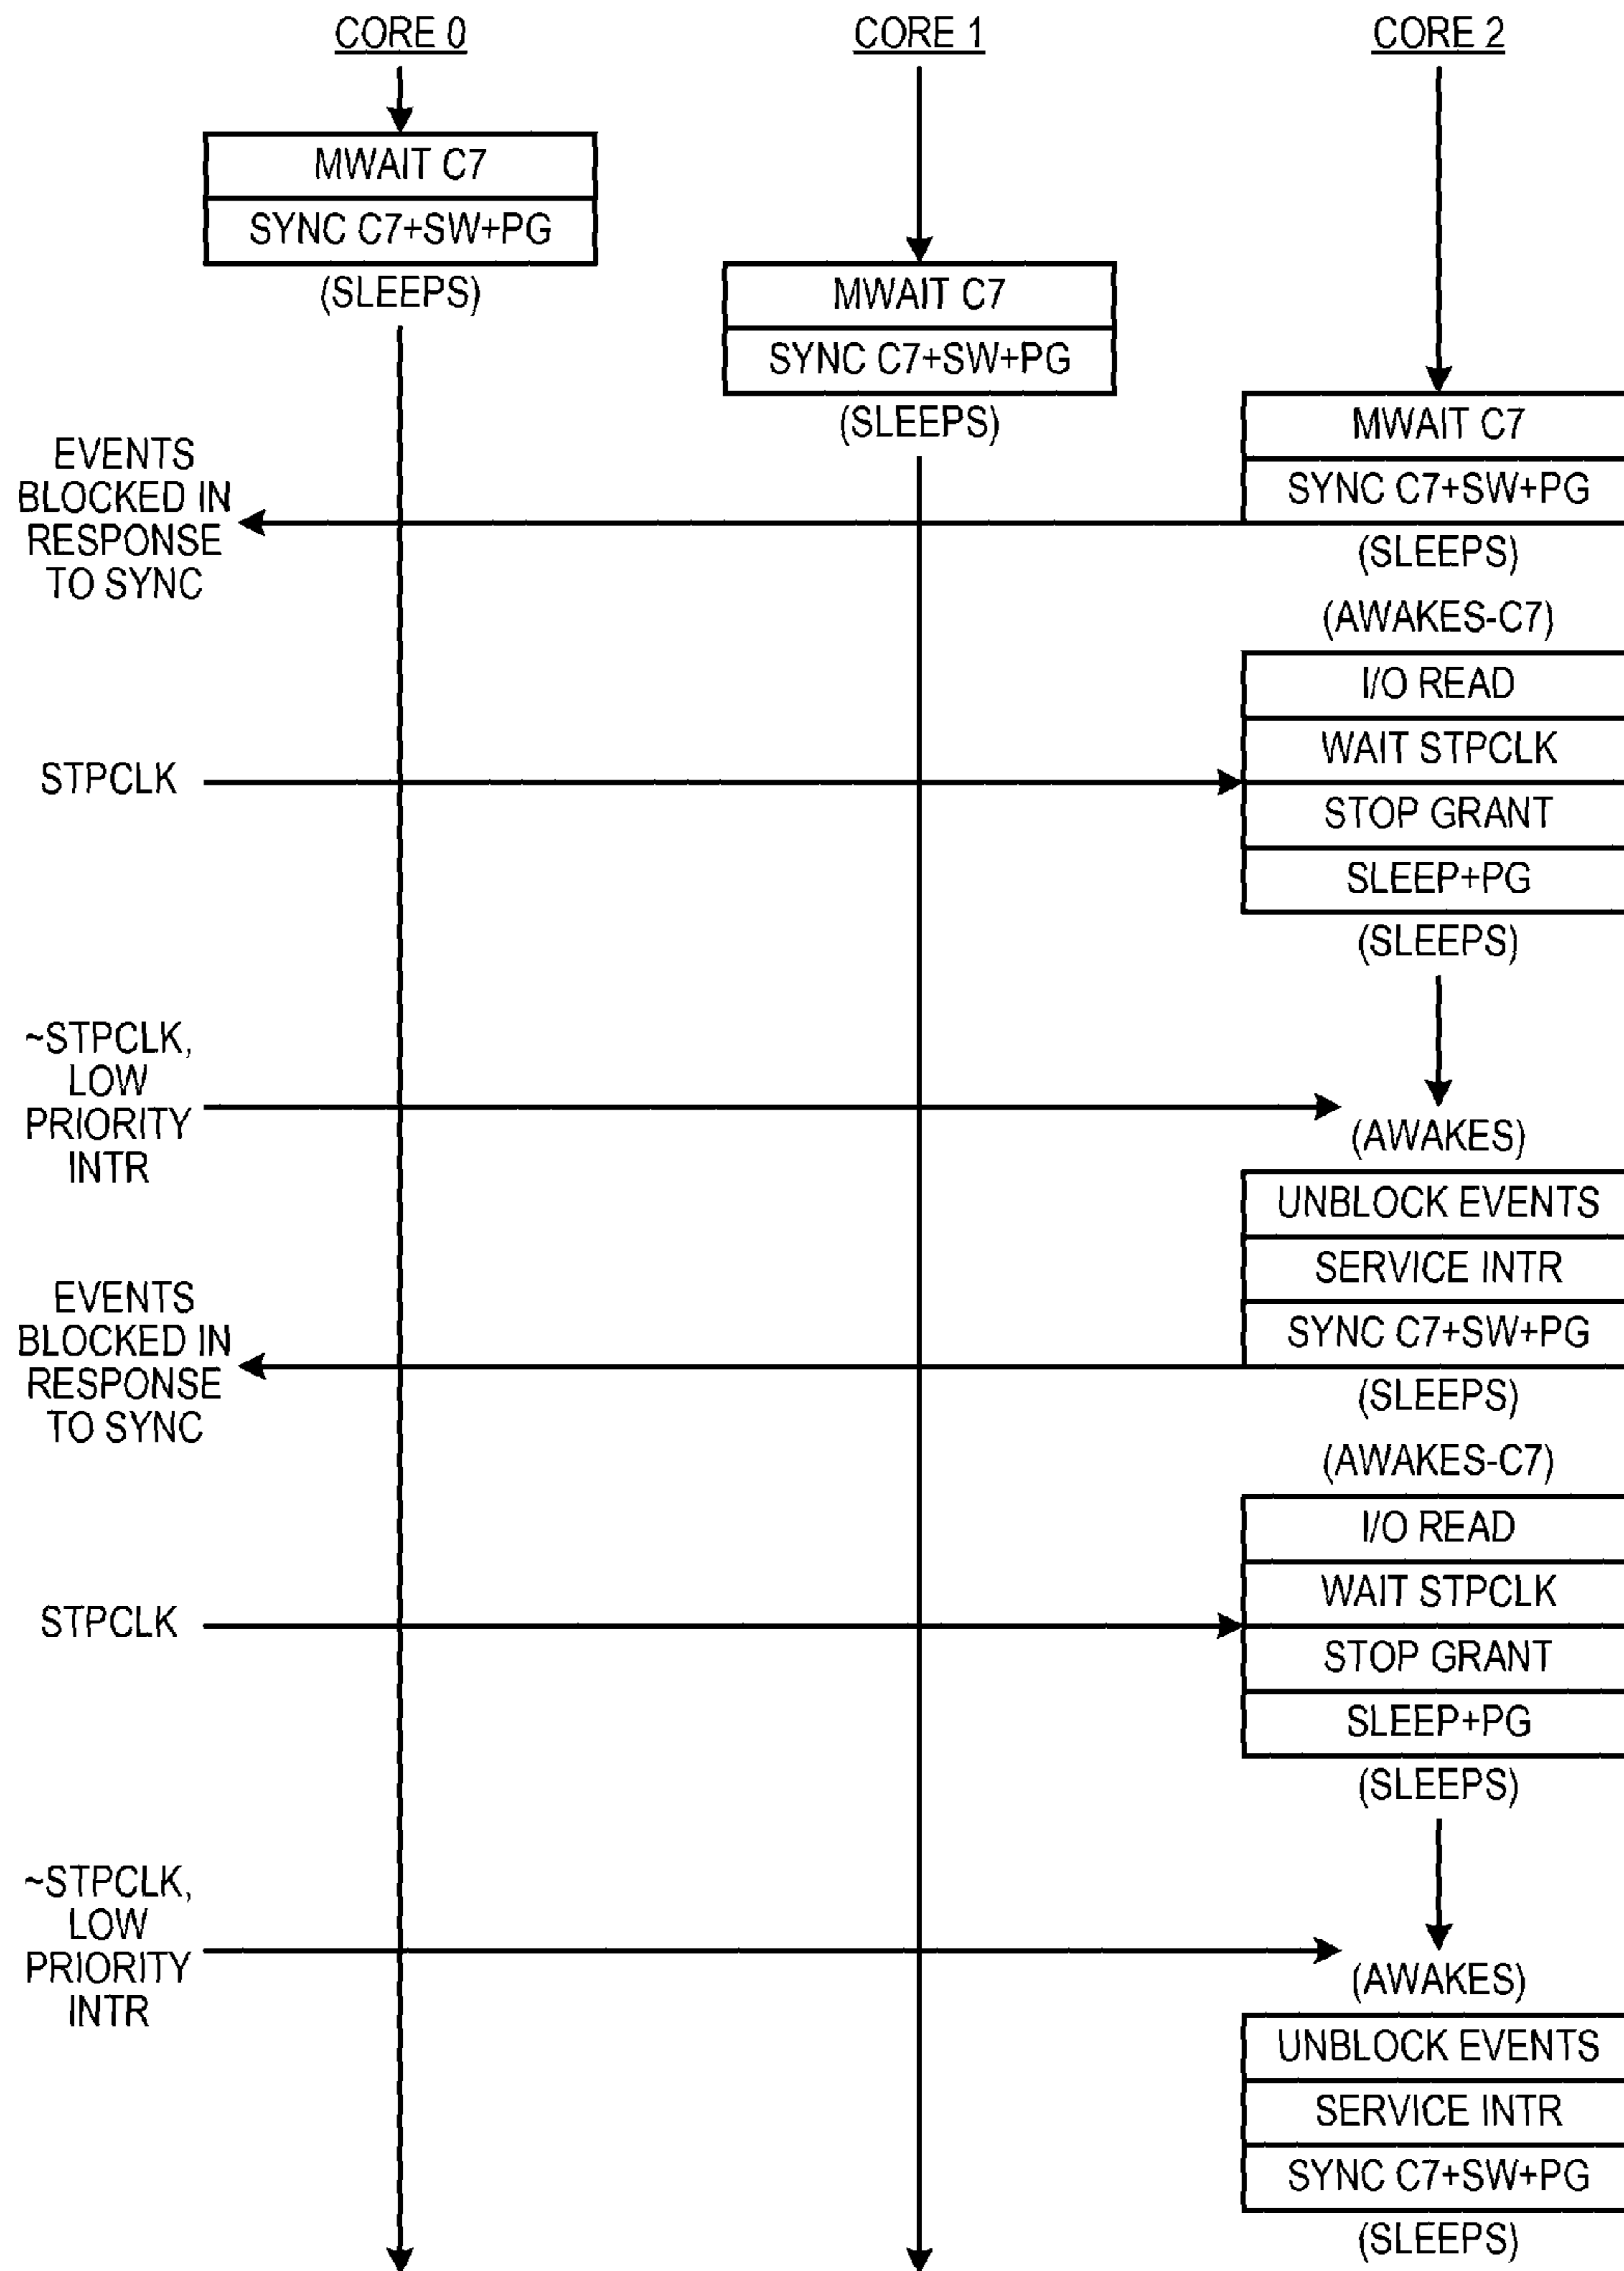 CORE 0
CORE 1
CORE 2
MWAIT C7
SYNC C7+SW+PG
(SLEEPS)
MWAIT C7
SYNC C7+SW+PG
(SLEEPS)
MWAIT C7
SYNC C7+SW+PG
(SLEEPS)
EVENTS
BLOCKED IN
RESPONSE
TO SYNC
(AWAKES-C7)
I/O READ
WAIT STPCLK
STPCLK
STOP GRANT
SLEEP+PG
(SLEEPS)
~STPCLK,
LOW
PRIORITY
INTR
(AWAKES)
UNBLOCK EVENTS
SERVICE INTR
SYNC C7+SW+PG
(SLEEPS)
EVENTS
BLOCKED IN
RESPONSE
TO SYNC
(AWAKES-C7)
I/O READ
WAIT STPCLK
STPCLK
STOP GRANT
SLEEP+PG
(SLEEPS)
~STPCLK,
LOW
PRIORITY
INTR
(AWAKES)
UNBLOCK EVENTS
SERVICE INTR
SYNC C7+SW+PG
(SLEEPS)